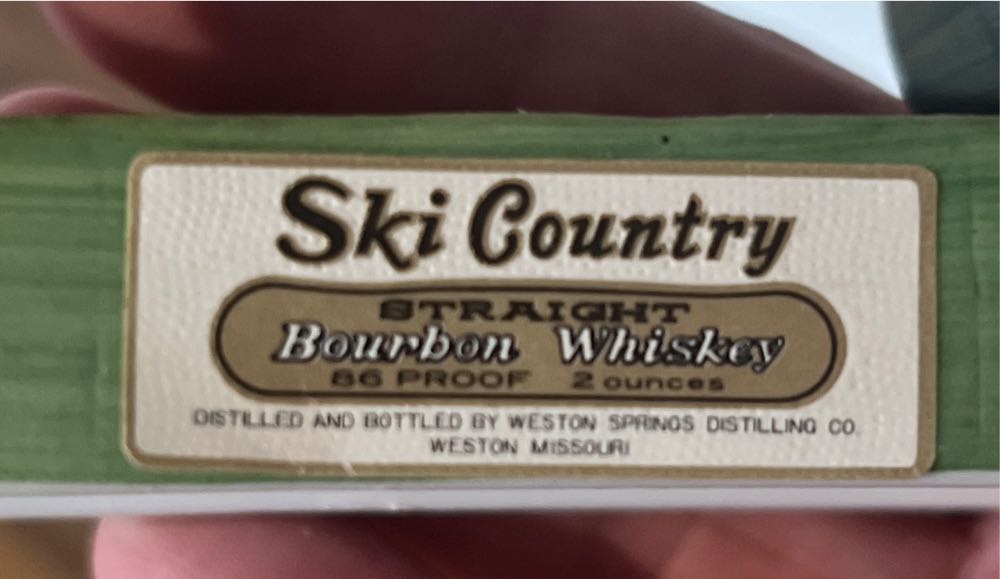 Ski Country
STRAIGHT
Bourbon Whiskey
86 PROOF 2 ounces
DISTILLED AND BOTTLED BY WESTON SPRINGS DISTILLING CO.
WESTON MISSOURI